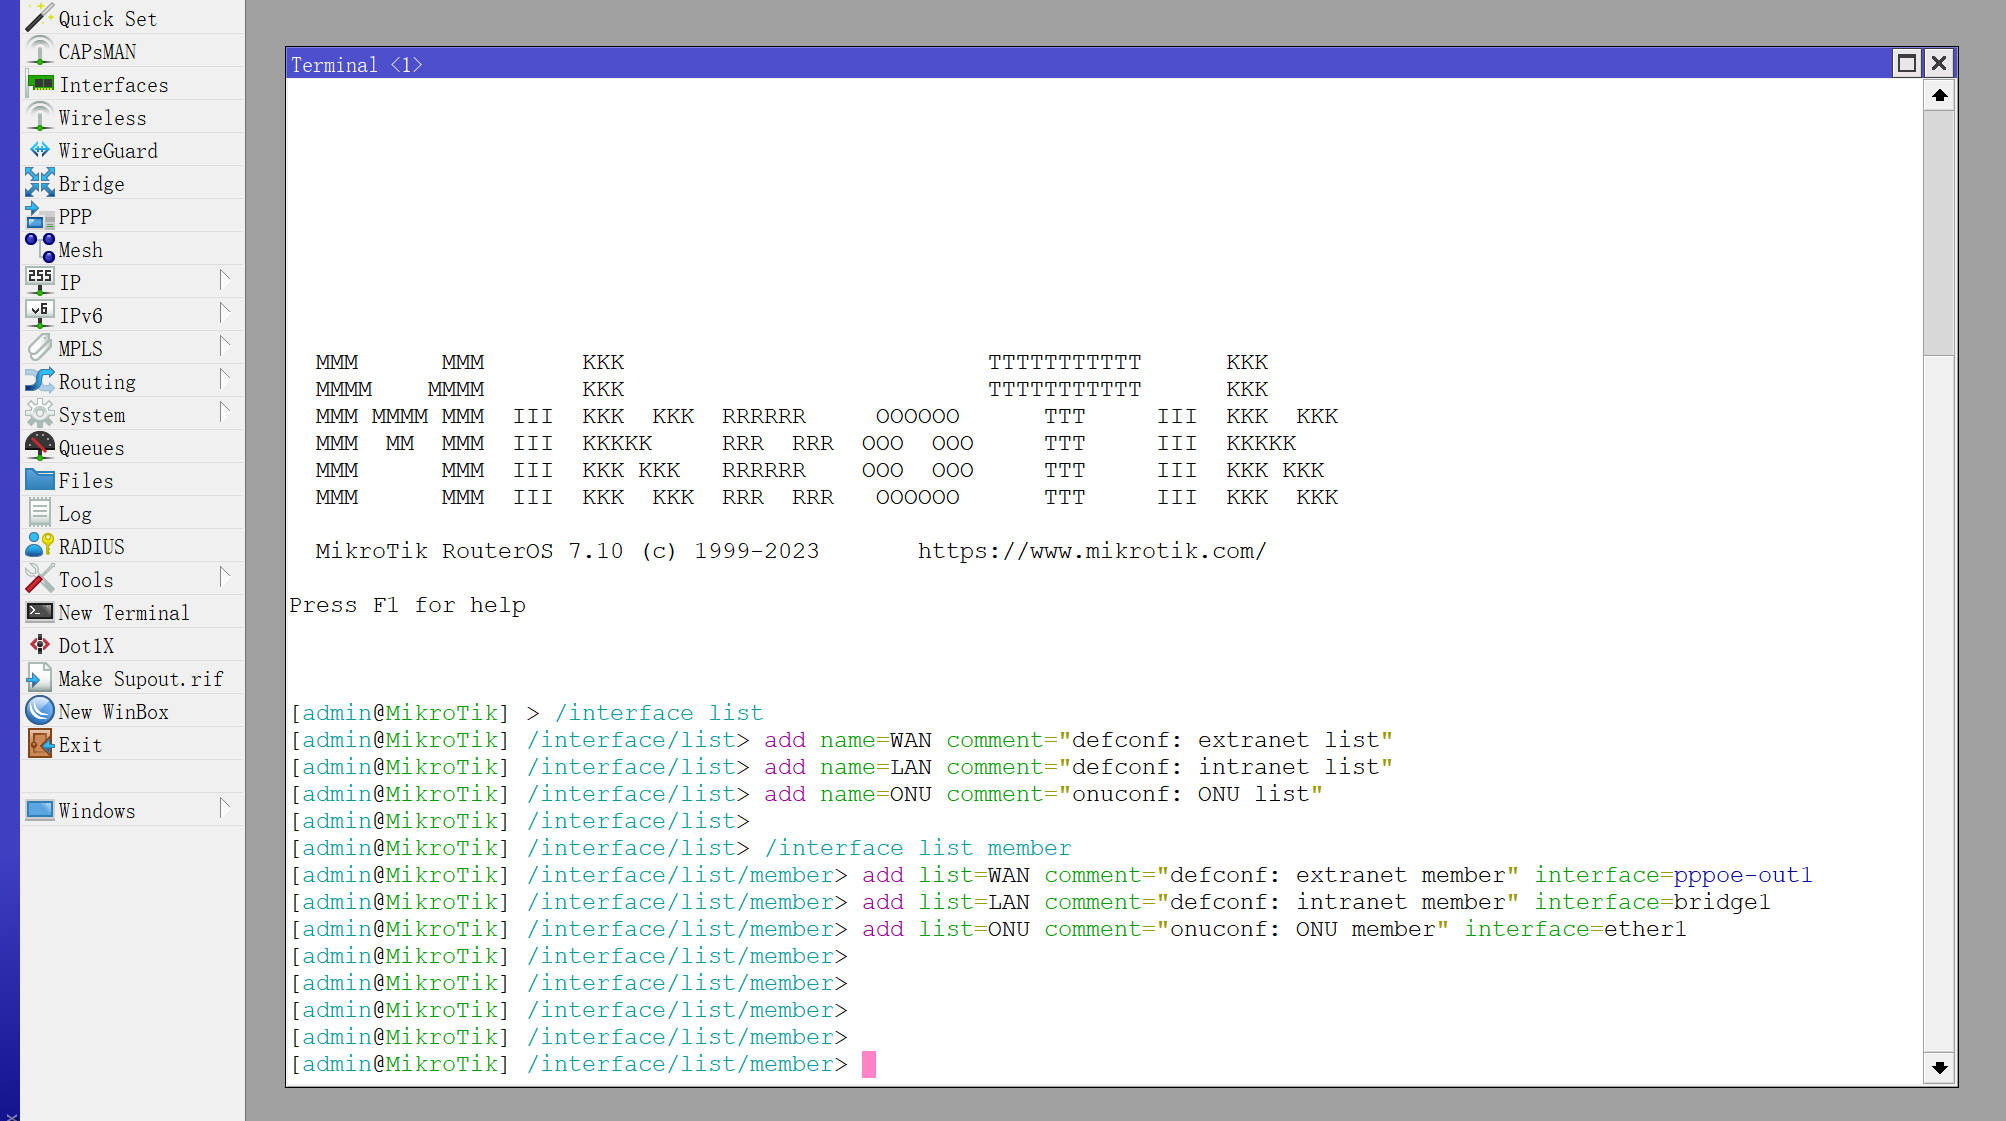 Quick Set
CAPsMAN
Interfaces
Wireless
WireGuard
Bridge
PPP
Mesh
255 IP
v6 IPv6
MPLS
Routing
System
Queues
Files
Log
RADIUS
Tools
New Terminal
Dot1X
Make Supout.rif
New WinBox
Exit
Windows
Terminal <1>
MMM      MMM       KKK                          TTTTTTTTTTT      KKK
MMMM    MMMM       KKK                          TTTTTTTTTTT      KKK
MMM MMMM MMM  III  KKK  KKK  RRRRRR     OOOOOO      TTT     III  KKK  KKK
MMM  MM  MMM  III  KKKKK     RRR  RRR  OOO  OOO     TTT     III  KKKKK
MMM      MMM  III  KKK KKK   RRRRRR    OOO  OOO     TTT     III  KKK KKK
MMM      MMM  III  KKK  KKK  RRR  RRR   OOOOOO      TTT     III  KKK  KKK
MikroTik RouterOS 7.10 (c) 1999-2023       https://www.mikrotik.com/
Press F1 for help
[admin@MikroTik] > /interface list
[admin@MikroTik] /interface/list> add name=WAN comment="defconf: extranet list"
[admin@MikroTik] /interface/list> add name=LAN comment="defconf: intranet list"
[admin@MikroTik] /interface/list> add name=ONU comment="onuconf: ONU list"
[admin@MikroTik] /interface/list>
[admin@MikroTik] /interface/list> /interface list member
[admin@MikroTik] /interface/list/member> add list=WAN comment="defconf: extranet member" interface=pppoe-out1
[admin@MikroTik] /interface/list/member> add list=LAN comment="defconf: intranet member" interface=bridge1
[admin@MikroTik] /interface/list/member> add list=ONU comment="onuconf: ONU member" interface=ether1
[admin@MikroTik] /interface/list/member>
[admin@MikroTik] /interface/list/member>
[admin@MikroTik] /interface/list/member>
[admin@MikroTik] /interface/list/member>
[admin@MikroTik] /interface/list/member>